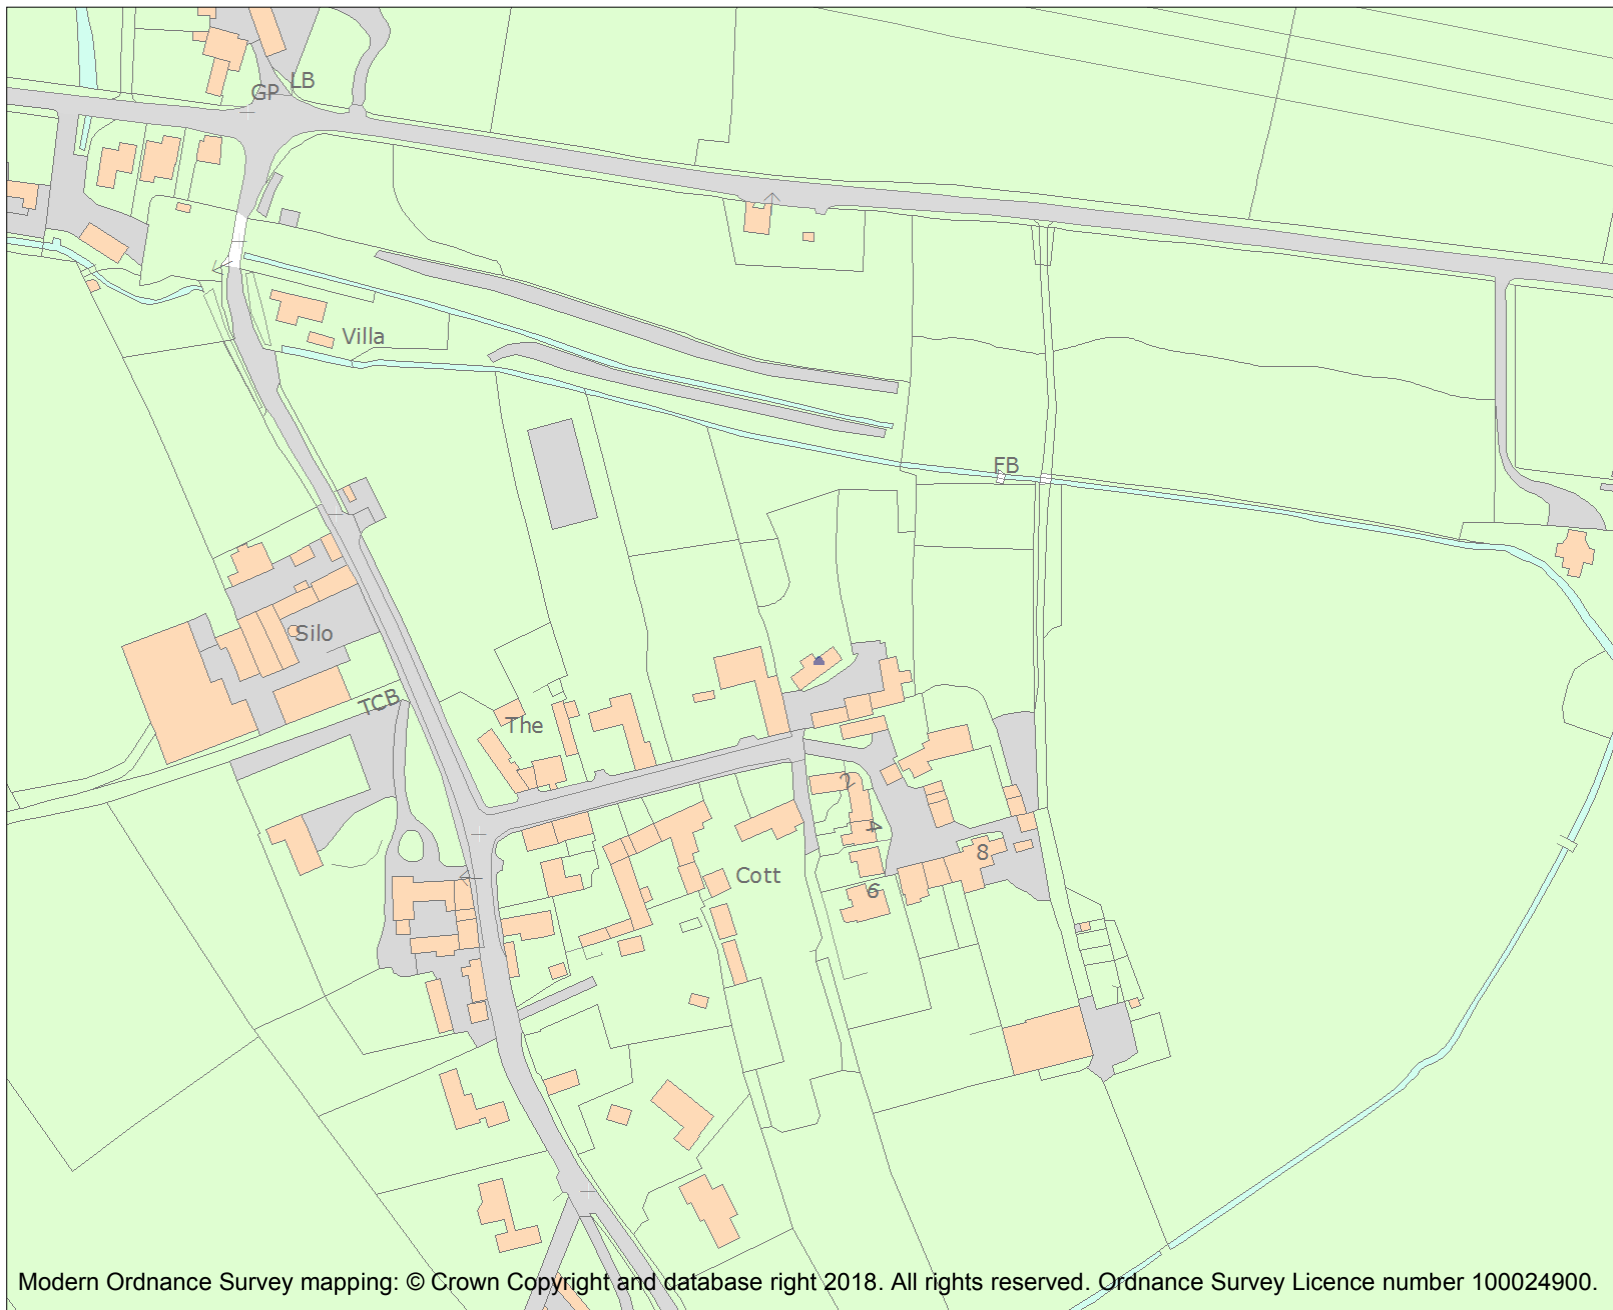 LB
GP
Villa
FB
Silo
TCB
The
2
4
8
Cott
6
Modern Ordnance Survey mapping: © Crown Copyright and database right 2018. All rights reserved. Ordnance Survey Licence number 100024900.